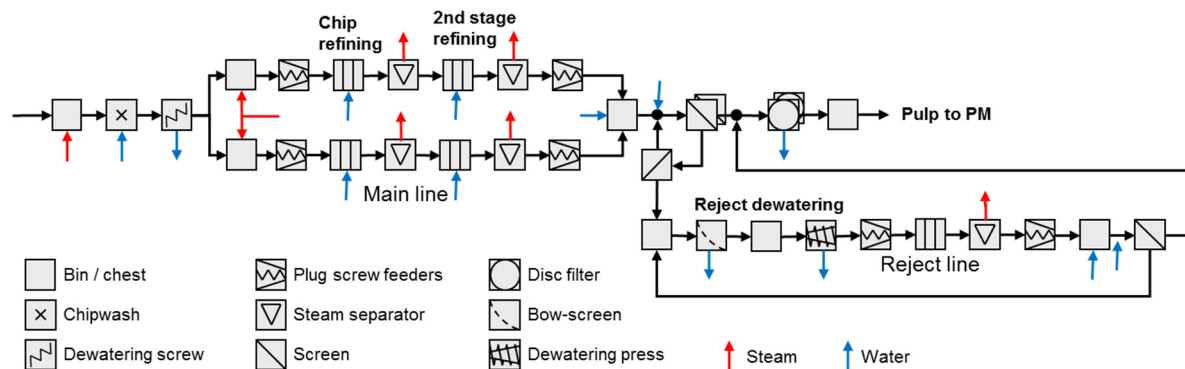 Chip
refining
2nd stage
refining
Pulp to PM
Main line
Reject dewatering
Reject line
Bin / chest
Plug screw feeders
Disc filter
Chipwash
Steam separator
Bow-screen
Dewatering screw
Screen
Dewatering press
Steam
Water